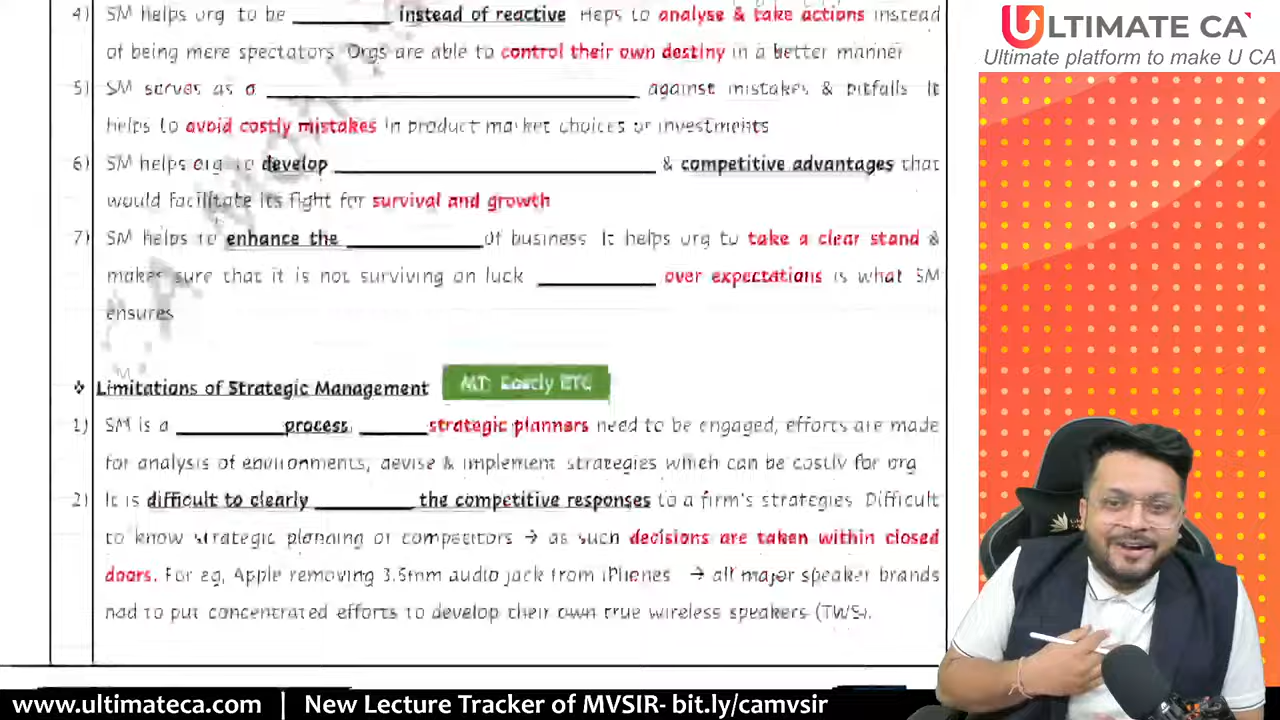 4) SM helps org to be __________ instead of reactive. Helps to analyse & take actions instead
of being mere spectators. Orgs are able to control their own destiny in a better manner
5) SM serves as a __________ against mistakes & pitfalls. It
helps to avoid costly mistakes in product market choices or investments
6) SM helps org to develop __________ & competitive advantages that
would facilitate its fight for survival and growth
7) SM helps to enhance the __________ of business. It helps org to take a clear stand &
makes sure that it is not surviving on luck __________ over expectations is what SM
ensures
❖ Limitations of Strategic Management
Costly ETC
1) SM is a __________ process, ______ strategic planners need to be engaged, efforts are made
for analysis of environments, devise & implement strategies which can be costly for org
2) It is difficult to clearly __________ the competitive responses to a firm's strategies. Difficult
to know strategic planning of competitors → as such decisions are taken within closed
doors. For eg, Apple removing 3.5mm audio jack from iPhones → all major speaker brands
had to put concentrated efforts to develop their own true wireless speakers (TWS).
ULTIMATE CA
Ultimate platform to make U CA
www.ultimateca.com | New Lecture Tracker of MVSIR- bit.ly/camvsir